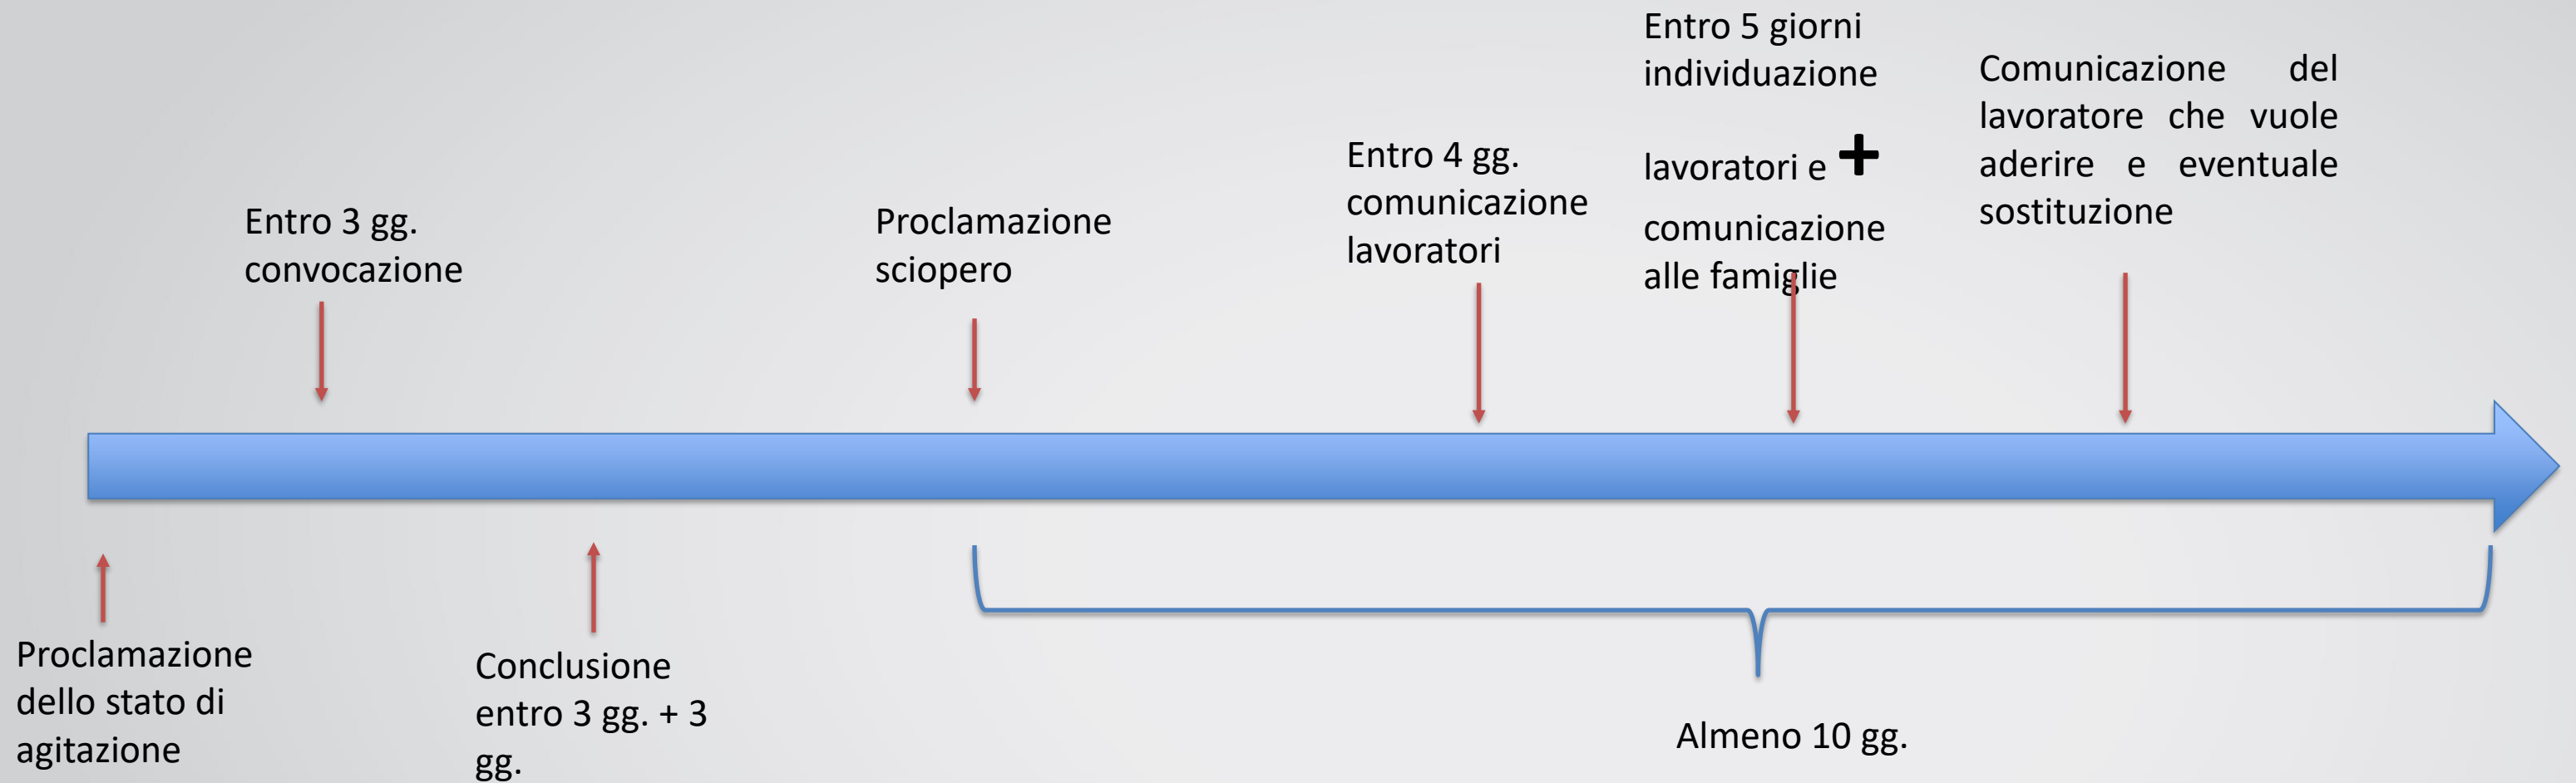 Proclamazione
dello stato di
agitazione
Entro 3 gg.
convocazione
Conclusione
entro 3 gg. + 3
gg.
Proclamazione
sciopero
Entro 4 gg.
comunicazione
lavoratori
Entro 5 giorni
individuazione
lavoratori e +
comunicazione
alle famiglie
Comunicazione del
lavoratore che vuole
aderire e eventuale
sostituzione
Almeno 10 gg.